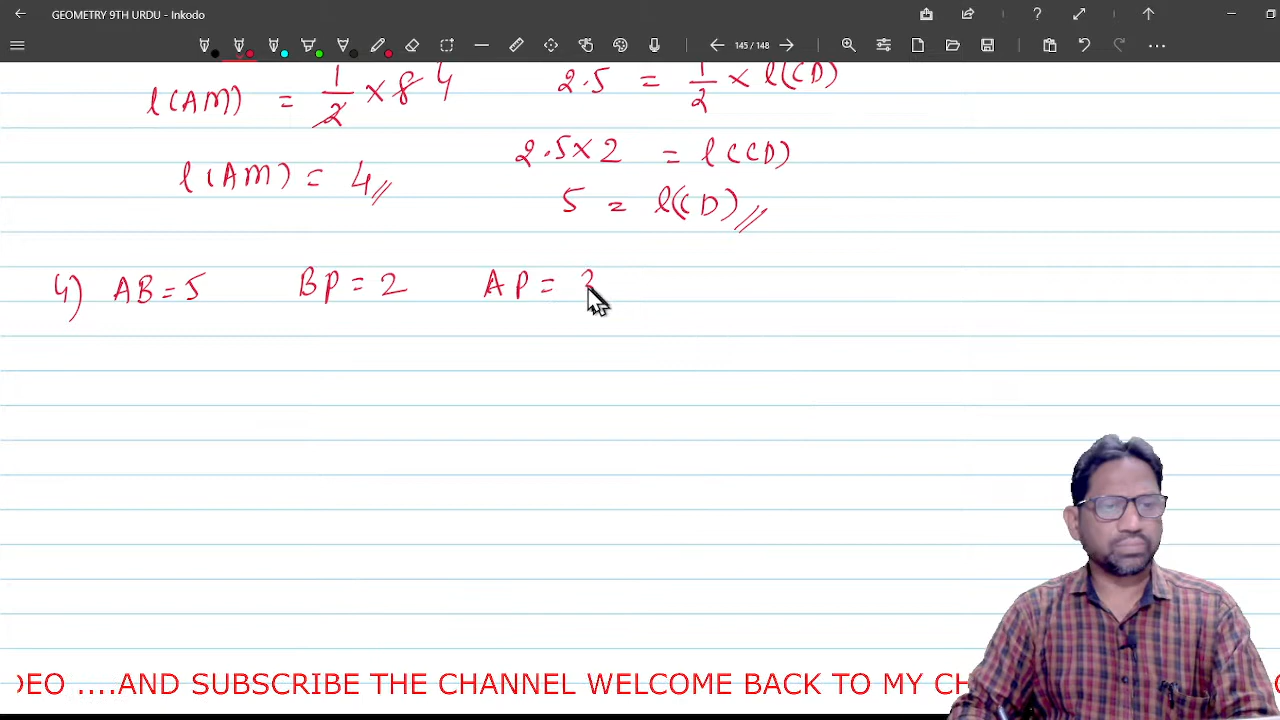 GEOMETRY 9TH URDU - Inkodo
145 / 148
l(AM) = 1/2 × 8 4
2.5 = 1/2 × l(CD)
2.5 × 2 = l(CD)
l(AM) = 4
5 = l(CD)
4) AB = 5 BP = 2 AP =
DEO ....AND SUBSCRIBE THE CHANNEL WELCOME BACK TO MY CH